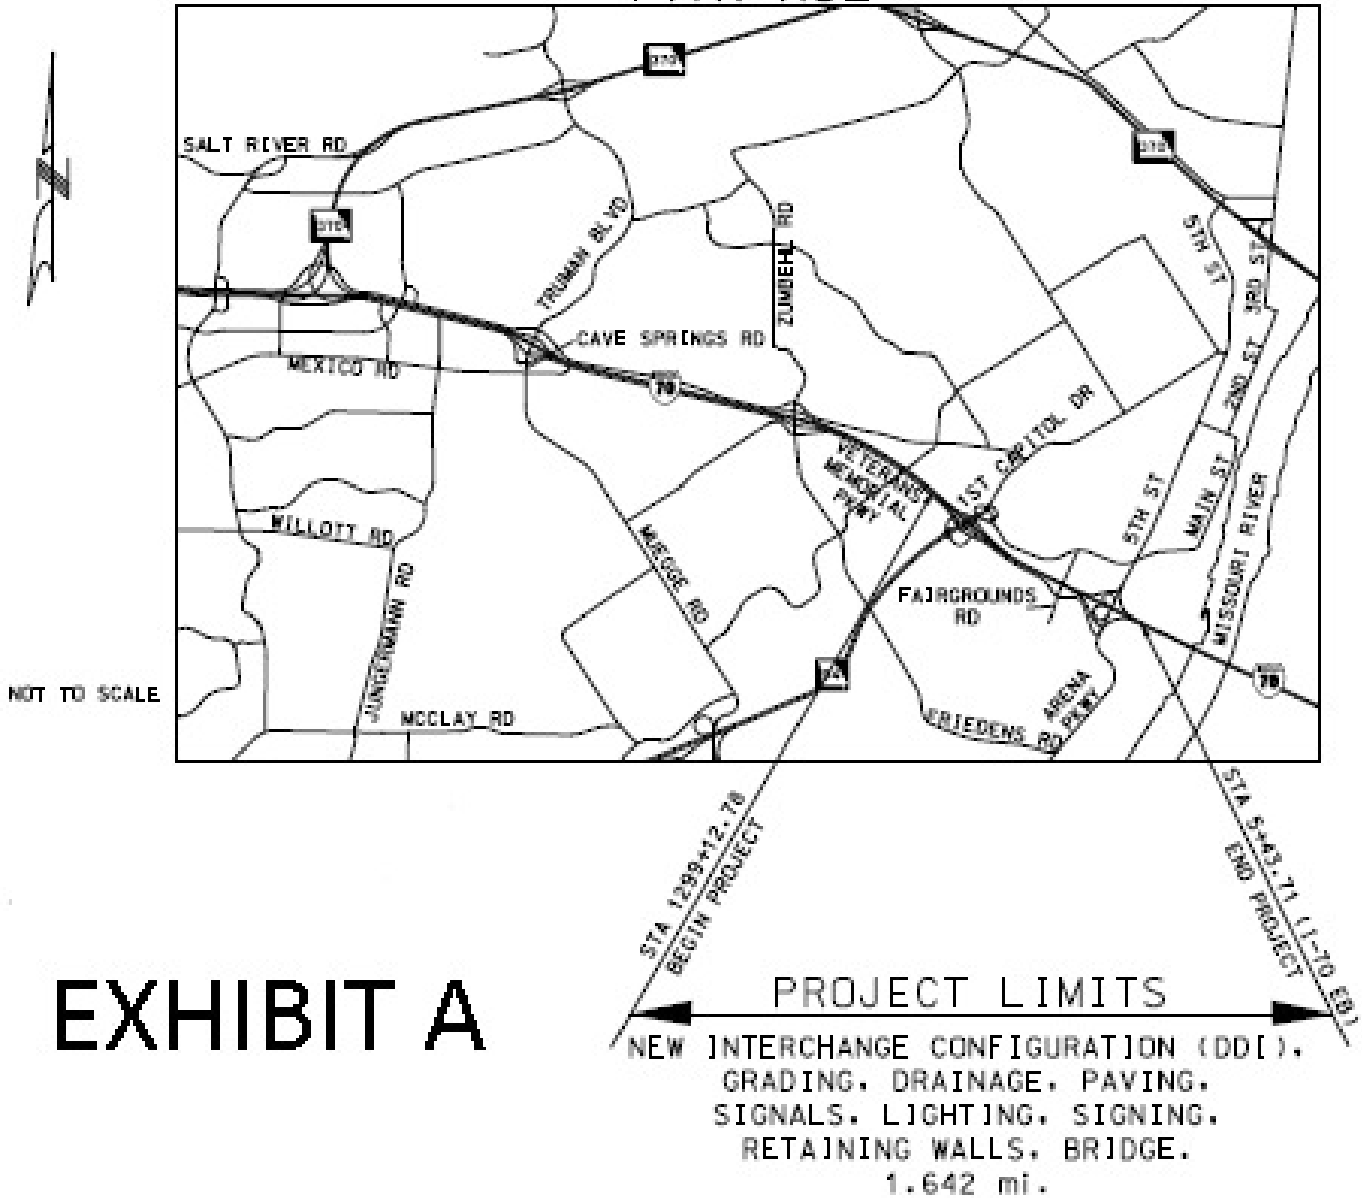 370
SALT RIVER RD
370
370
TRUMAN BLVD
ZUMBEHL RD
5TH ST
3RD ST
CAVE SPRINGS RD
MEXICO RD
70
2ND ST
1ST CAPITOL DR
VETERANS
MEMORIAL
PKWY
5TH ST
MAIN ST
MISSOURI RIVER
WILLOTT RD
MUEGGE RD
JUNGERMANN RD
FAIRGROUNDS
RD
94
70
NOT TO SCALE
MCCLAY RD
ARENA
PKWY
FRIEDENS RD
STA 1299+12.78
BEGIN PROJECT
STA 5+43.71 (I-70 EB)
END PROJECT
EXHIBIT A
PROJECT LIMITS
NEW INTERCHANGE CONFIGURATION (DDI),
GRADING, DRAINAGE, PAVING,
SIGNALS, LIGHTING, SIGNING,
RETAINING WALLS, BRIDGE.
1.642 mi.